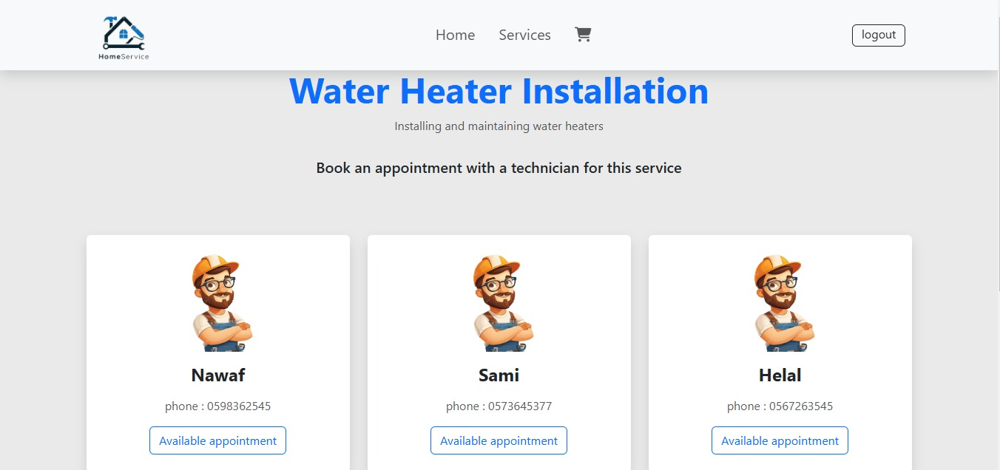 HomeService
Home Services logout
Water Heater Installation
Installing and maintaining water heaters
Book an appointment with a technician for this service
Nawaf Sami Helal
phone : 0598362545 phone : 0573645377 phone : 0567263545
Available appointment Available appointment Available appointment